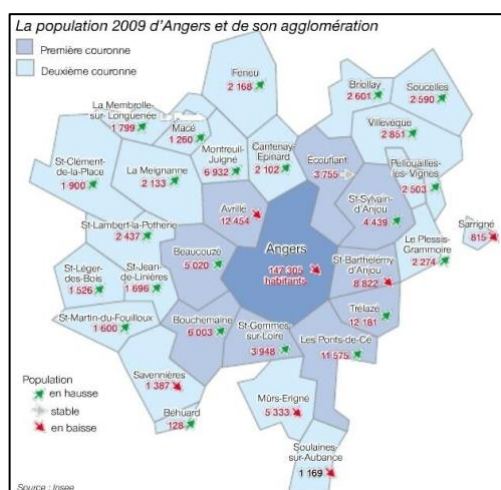 La population 2009 d'Angers et de son agglomération
Première couronne
Deuxième couronne
Feneu
2 168
Briollay
2 601
Soucelles
2 590
La Membrolle-
sur-Longuenée
1 799
Macé
1 260
Montreuil-
Juigné
6 932
Cantenay-
Epinard
2 102
Ecouflant
3 755
Villevêque
2 851
St-Clément-
de-la-Place
1 900
La Meignanne
2 133
Pellouailles-
les-Vignes
2 503
Avrillé
12 454
St-Sylvain-
d'Anjou
4 439
Sarrigné
815
St-Lambert-la-Potherie
2 437
Beaucouzé
5 020
Angers
147 305
habitants
Le Plessis-
Grammoire
2 274
St-Barthélemy-
d'Anjou
8 822
St-Léger-
des-Bois
1 526
St-Jean-
de-Linières
1 696
Trélazé
12 181
St-Martin-du-Fouilloux
1 600
Bouchemaine
6 003
St-Gemmes-
sur-Loire
3 948
Les Ponts-de-Cé
11 575
Savennières
1 387
Béhuard
128
Mûrs-Erigné
5 333
Soulaines-
sur-Aubance
1 169
Population
en hausse
stable
en baisse
Source : Insee